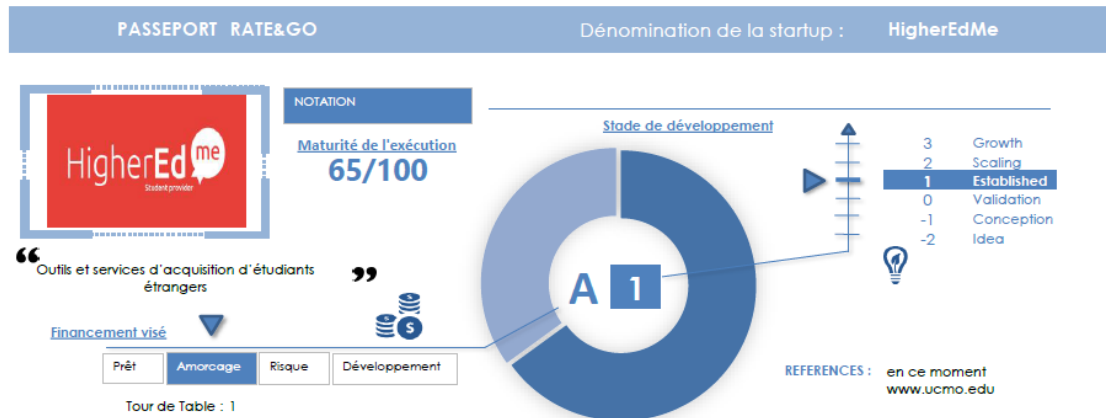 PASSEPORT RATE&GO
Dénomination de la startup : HigherEdMe
HigherEd me
Student provider
NOTATION
Maturité de l'exécution
65/100
Stade de développement
3 Growth
2 Scaling
1 Established
0 Validation
-1 Conception
-2 Idea
“
Outils et services d'acquisition d'étudiants
étrangers
”
A 1
Financement visé
Prêt Amorcage Risque Développement
Tour de Table : 1
REFERENCES : en ce moment
www.ucmo.edu